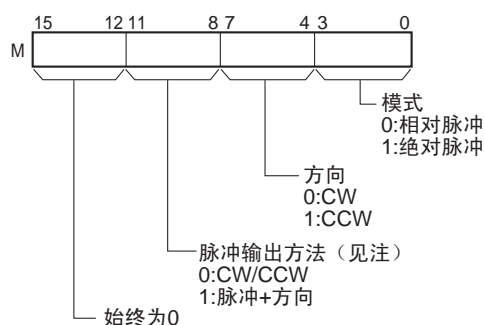 15 12 11 8 7 4 3 0
M
模式
0:相对脉冲
1:绝对脉冲
方向
0:CW
1:CCW
脉冲输出方法（见注）
0:CW/CCW
1:脉冲+方向
始终为0